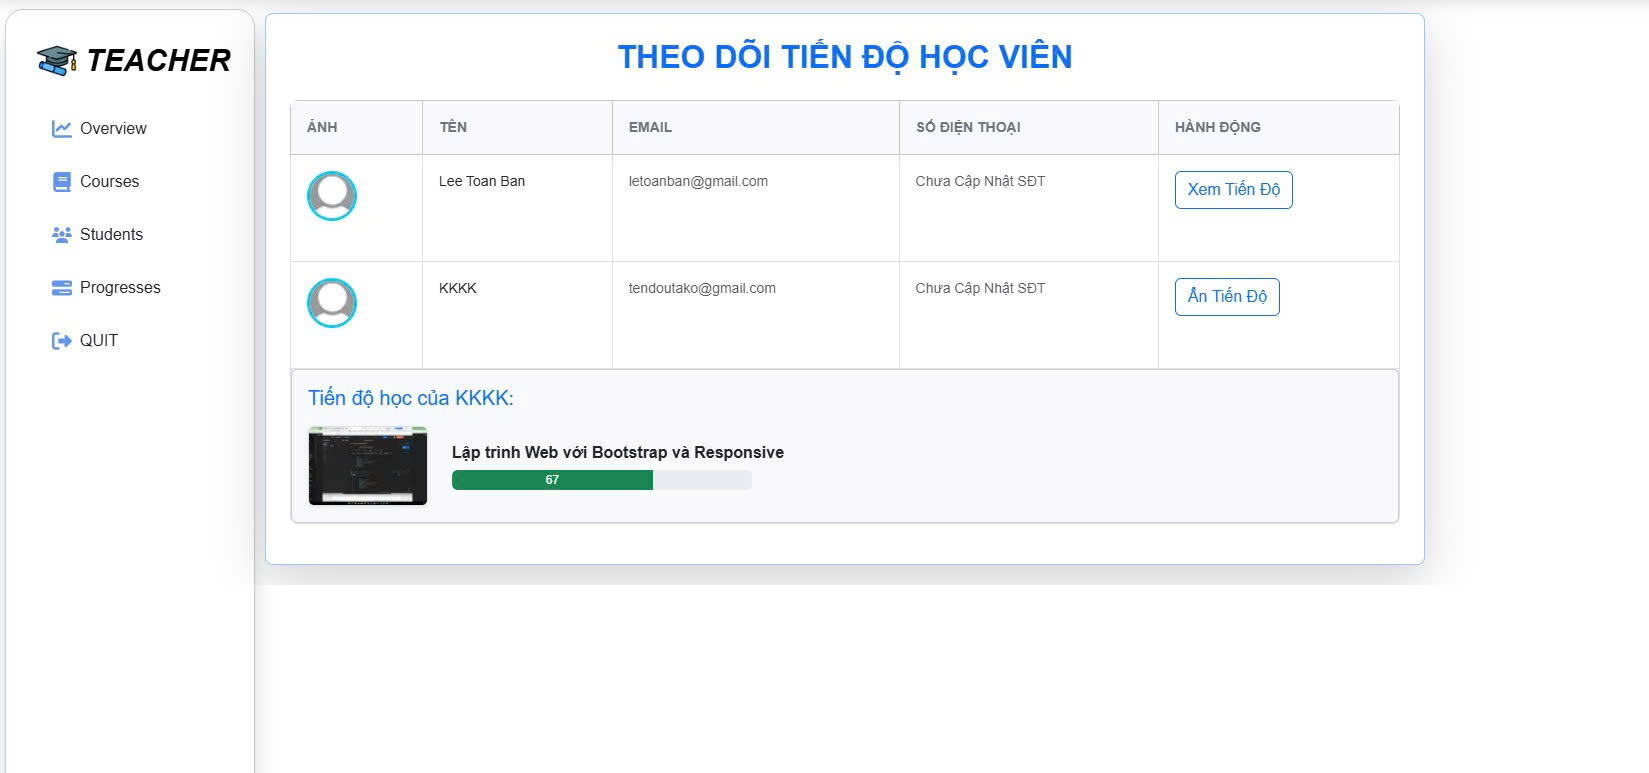 TEACHER
Overview
Courses
Students
Progresses
QUIT
THEO DÕI TIẾN ĐỘ HỌC VIÊN
ẢNH TÊN EMAIL SỐ ĐIỆN THOẠI HÀNH ĐỘNG
Lee Toan Ban letoanban@gmail.com Chưa Cập Nhật SĐT Xem Tiến Độ
KKKK tendoutako@gmail.com Chưa Cập Nhật SĐT Ẩn Tiến Độ
Tiến độ học của KKKK:
Lập trình Web với Bootstrap và Responsive
67